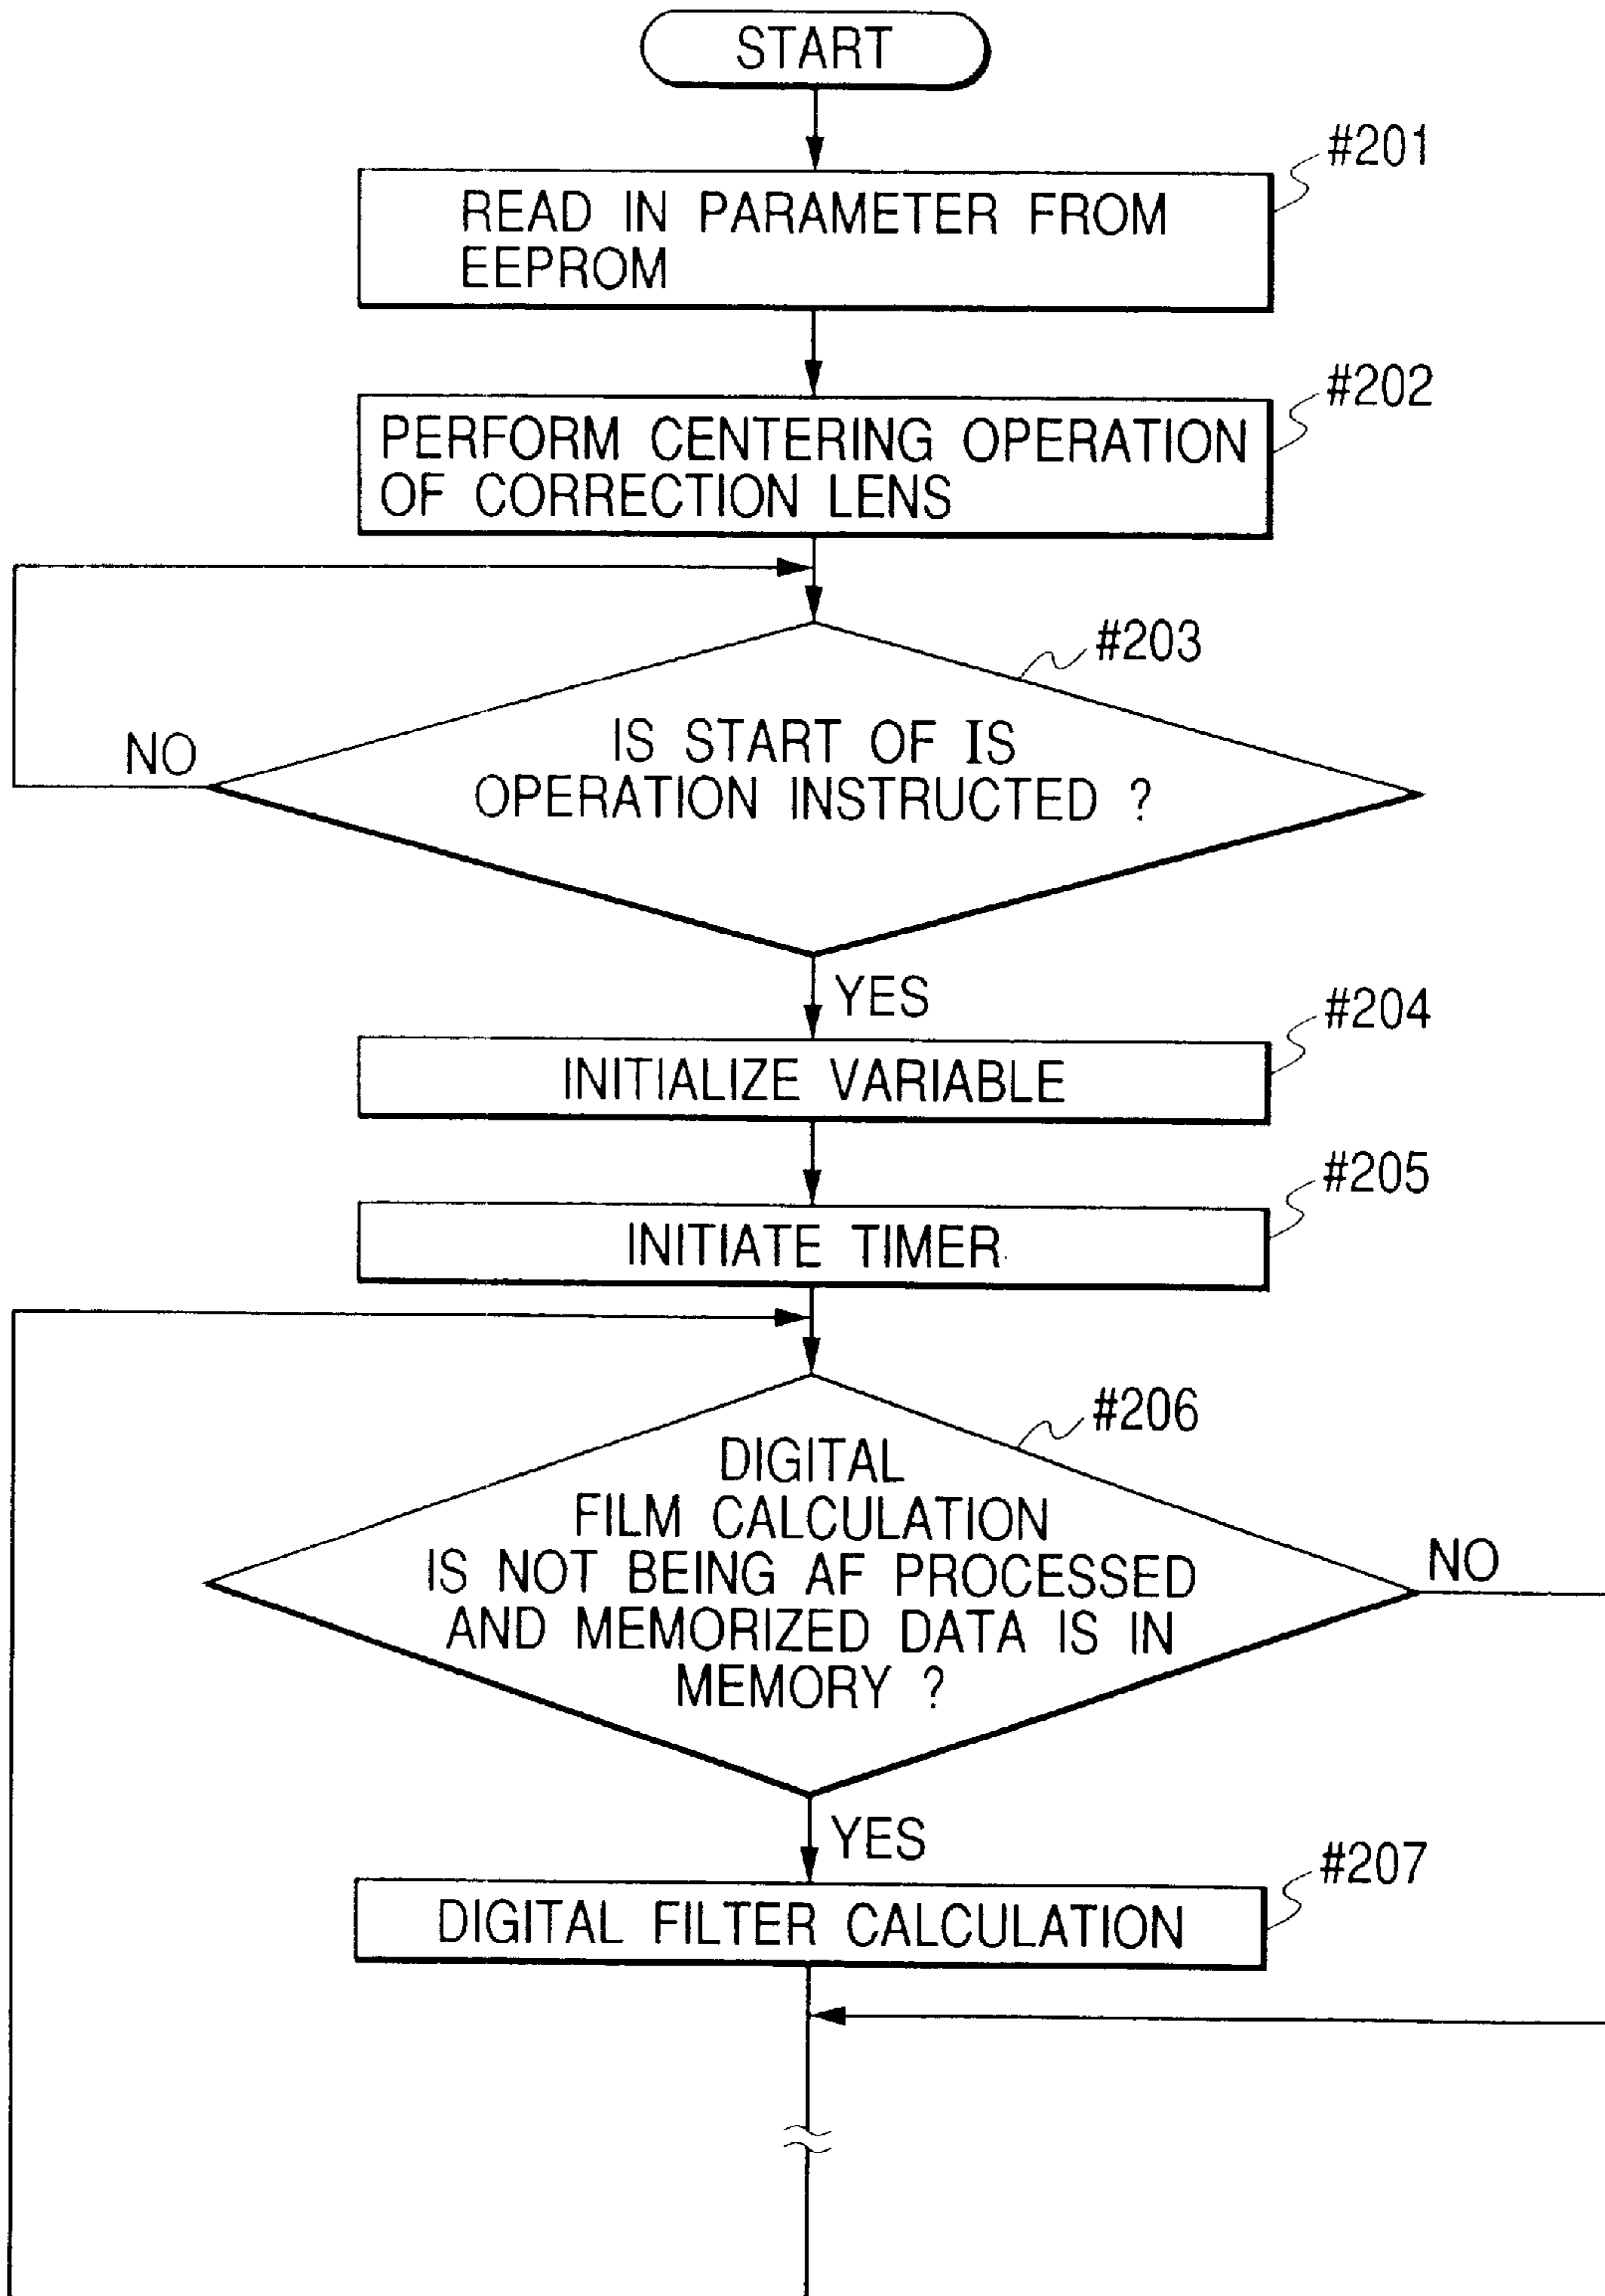 START
#201
READ IN PARAMETER FROM
EEPROM
#202
PERFORM CENTERING OPERATION
OF CORRECTION LENS
#203
IS START OF IS
OPERATION INSTRUCTED ?
NO
YES
#204
INITIALIZE VARIABLE
#205
INITIATE TIMER
#206
DIGITAL
FILM CALCULATION
IS NOT BEING AF PROCESSED
AND MEMORIZED DATA IS IN
MEMORY ?
NO
YES
#207
DIGITAL FILTER CALCULATION